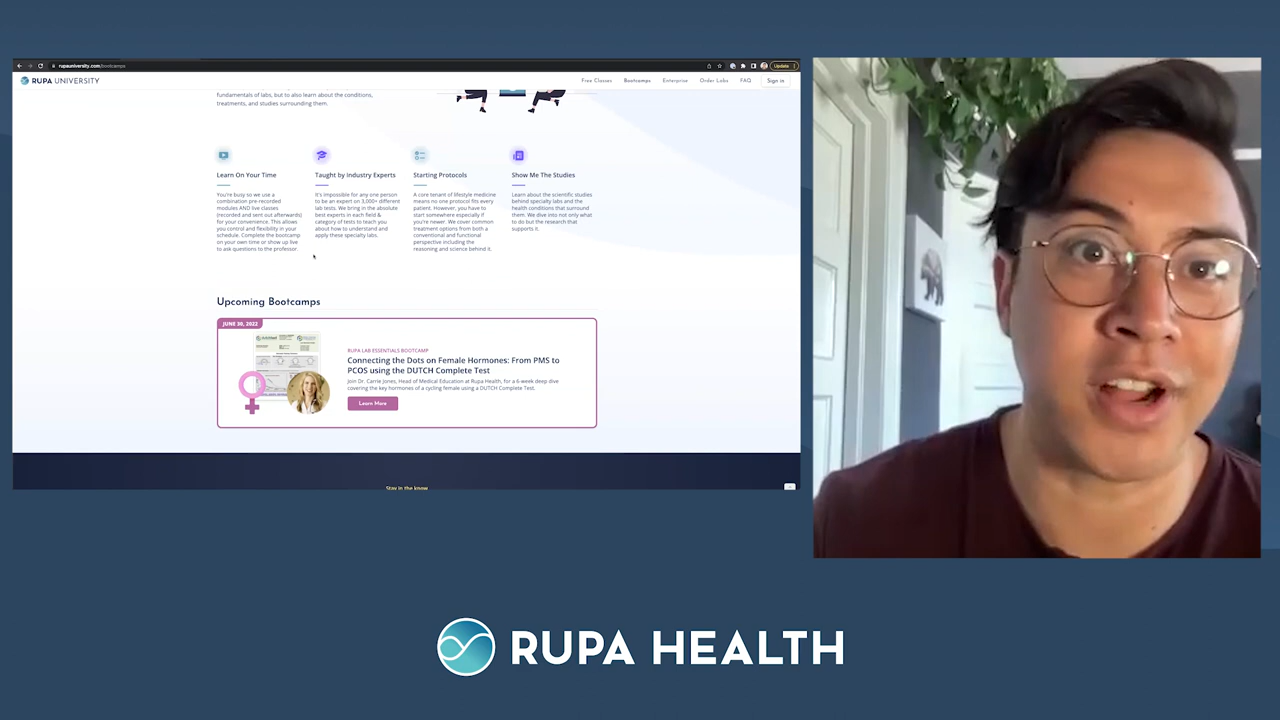 rupauniversity.com/bootcamps
Update
RUPA UNIVERSITY
Free Classes
Bootcamps
Enterprise
Order Labs
FAQ
Sign in
fundamentals of labs, but to also learn about the conditions,
treatments, and studies surrounding them.
Learn On Your Time
You're busy so we use a
combination pre-recorded
modules AND live classes
(recorded and sent out afterwards)
for your convenience. This allows
you control and flexibility in your
schedule. Complete the bootcamp
on your own time or show up live
to ask questions to the professor.
Taught by Industry Experts
It's impossible for any one person
to be an expert on 3,000+ different
lab tests. We bring in the absolute
best experts in each field &
category of tests to teach you
about how to understand and
apply these specialty labs.
Starting Protocols
A core tenant of lifestyle medicine
means no one protocol fits every
patient. However, you have to
start somewhere especially if
you're newer. We cover common
treatment options from both a
conventional and functional
perspective including the
reasoning and science behind it.
Show Me The Studies
Learn about the scientific studies
behind specialty labs and the
health conditions that surround
them. We dive into not only what
to do but the research that
supports it.
Upcoming Bootcamps
JUNE 30, 2022
RUPA LAB ESSENTIALS BOOTCAMP
Connecting the Dots on Female Hormones: From PMS to
PCOS using the DUTCH Complete Test
Join Dr. Carrie Jones, Head of Medical Education at Rupa Health, for a 6-week deep dive
covering the key hormones of a cycling female using a DUTCH Complete Test.
Learn More
Stay in the know
RUPA HEALTH